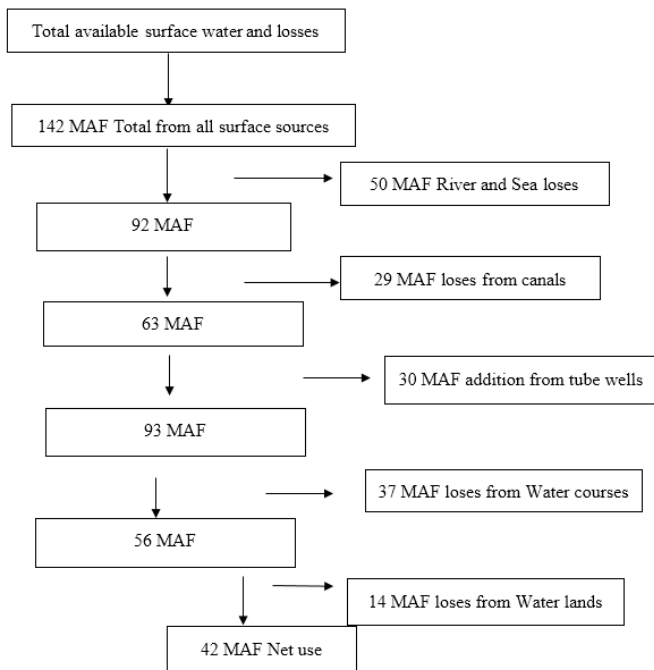 Total available surface water and losses
142 MAF Total from all surface sources
50 MAF River and Sea loses
92 MAF
29 MAF loses from canals
63 MAF
30 MAF addition from tube wells
93 MAF
37 MAF loses from Water courses
56 MAF
14 MAF loses from Water lands
42 MAF Net use